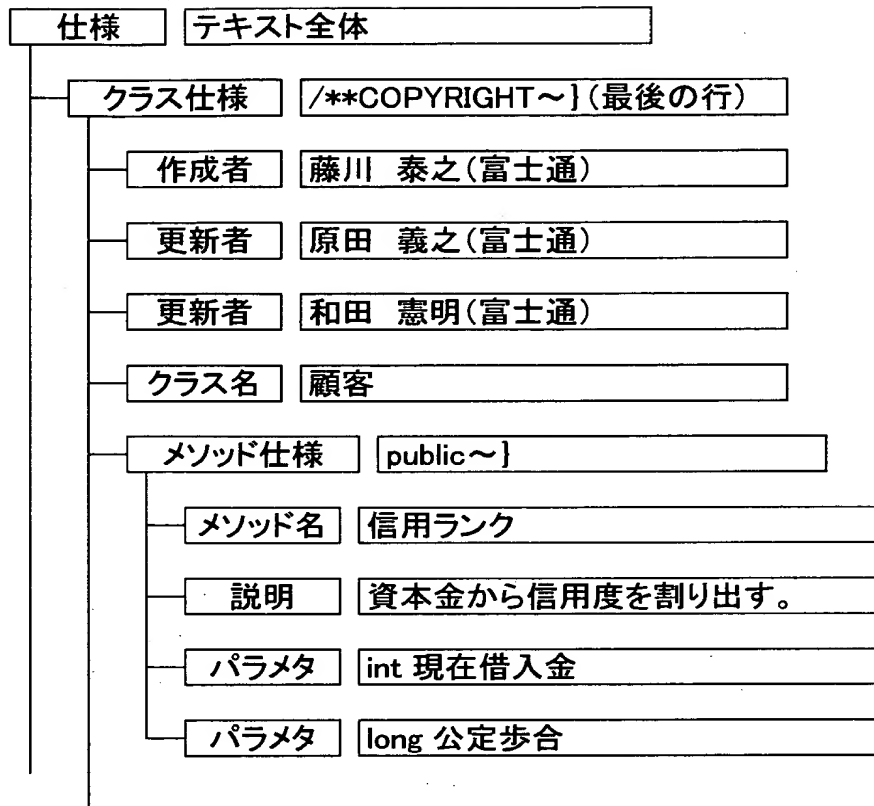 仕様 テキスト全体
クラス仕様 /**COPYRIGHT～}(最後の行)
作成者 藤川 泰之(富士通)
更新者 原田 義之(富士通)
更新者 和田 憲明(富士通)
クラス名 顧客
メソッド仕様 public～}
メソッド名 信用ランク
説明 資本金から信用度を割り出す。
パラメタ int 現在借入金
パラメタ long 公定歩合